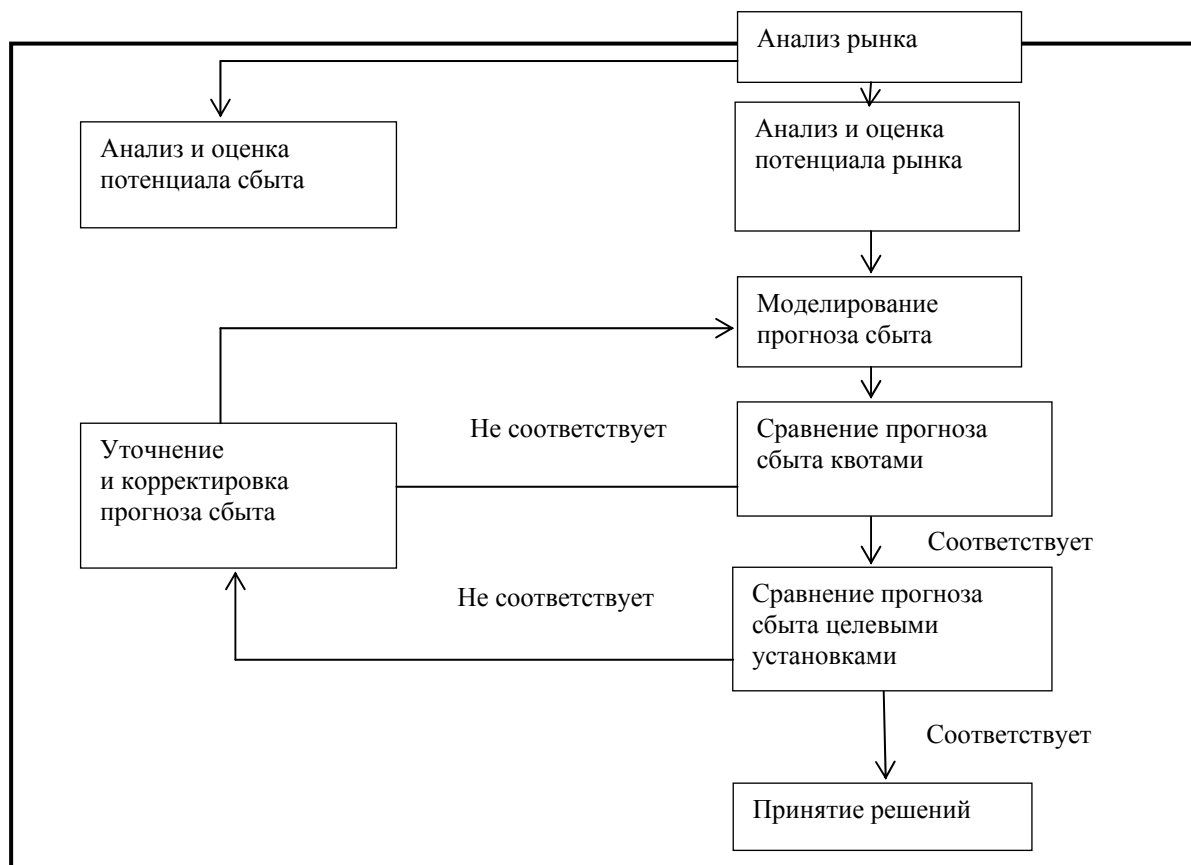 Анализ рынка
Анализ и оценка
потенциала сбыта
Анализ и оценка
потенциала рынка
Моделирование
прогноза сбыта
Не соответствует
Сравнение прогноза
сбыта квотами
Уточнение
и корректировка
прогноза сбыта
Соответствует
Не соответствует
Сравнение прогноза
сбыта целевыми
установками
Соответствует
Принятие решений